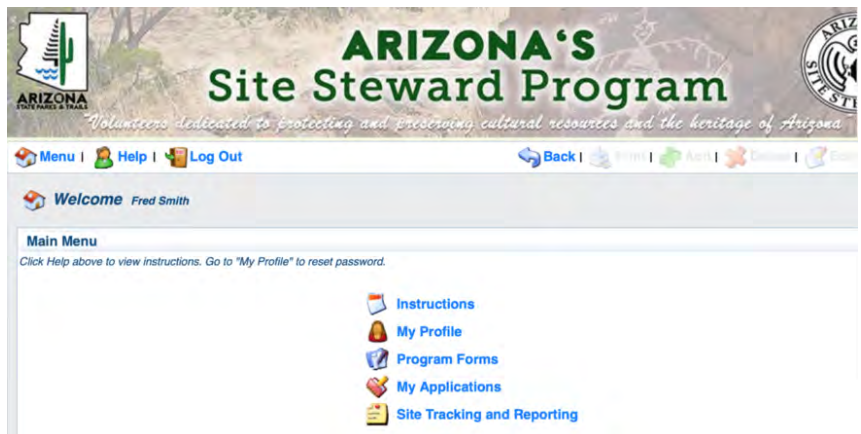 ARIZONA'S
Site Steward Program
ARIZONA
STATE PARKS & TRAILS
"Volunteers dedicated to protecting and preserving cultural resources and the heritage of Arizona
Menu | Help | Log Out
Back | Print | Add |
Welcome Fred Smith
Main Menu
Click Help above to view instructions. Go to "My Profile" to reset password.
Instructions
My Profile
Program Forms
My Applications
Site Tracking and Reporting